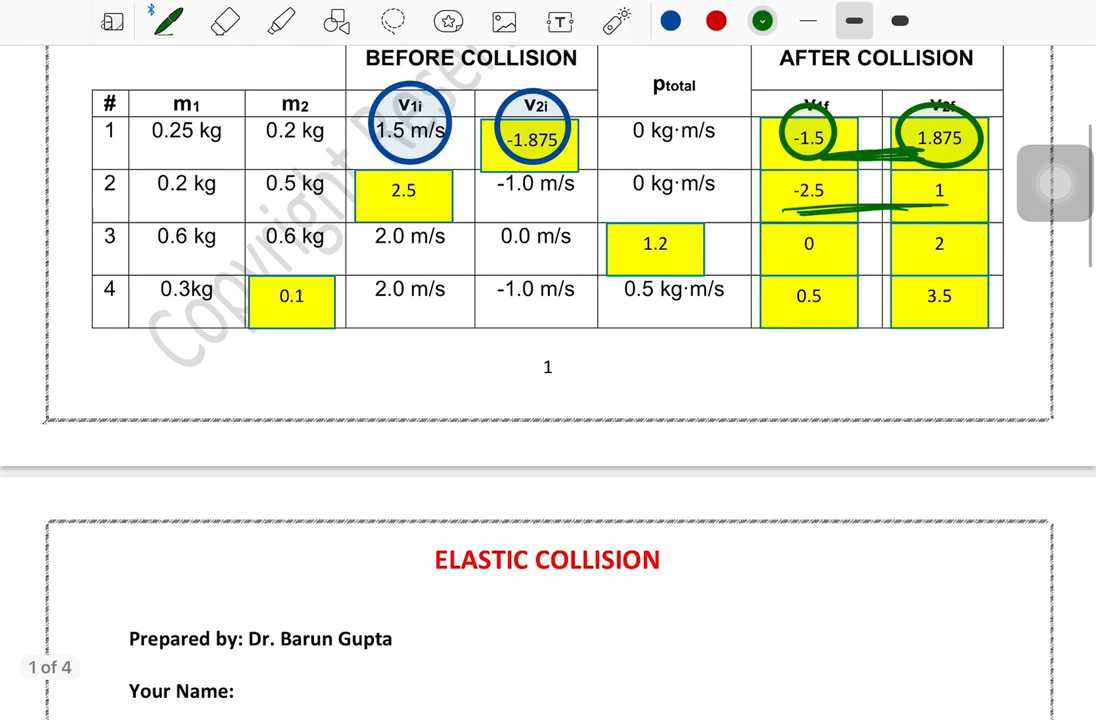 BEFORE COLLISION ptotal AFTER COLLISION
# m1 m2 v1i v2i v1f v2f
1 0.25 kg 0.2 kg 1.5 m/s -1.875 0 kg·m/s -1.5 1.875
2 0.2 kg 0.5 kg 2.5 -1.0 m/s 0 kg·m/s -2.5 1
3 0.6 kg 0.6 kg 2.0 m/s 0.0 m/s 1.2 0 2
4 0.3kg 0.1 2.0 m/s -1.0 m/s 0.5 kg·m/s 0.5 3.5
1
ELASTIC COLLISION
Prepared by: Dr. Barun Gupta
1 of 4
Your Name: